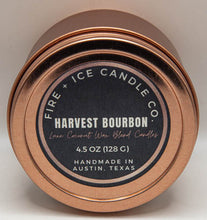 FIRE + ICE CANDLE CO.
HARVEST BOURBON
Luxe Coconut Wax Blend Candles
4.5 OZ (128 G)
HANDMADE IN
AUSTIN, TEXAS